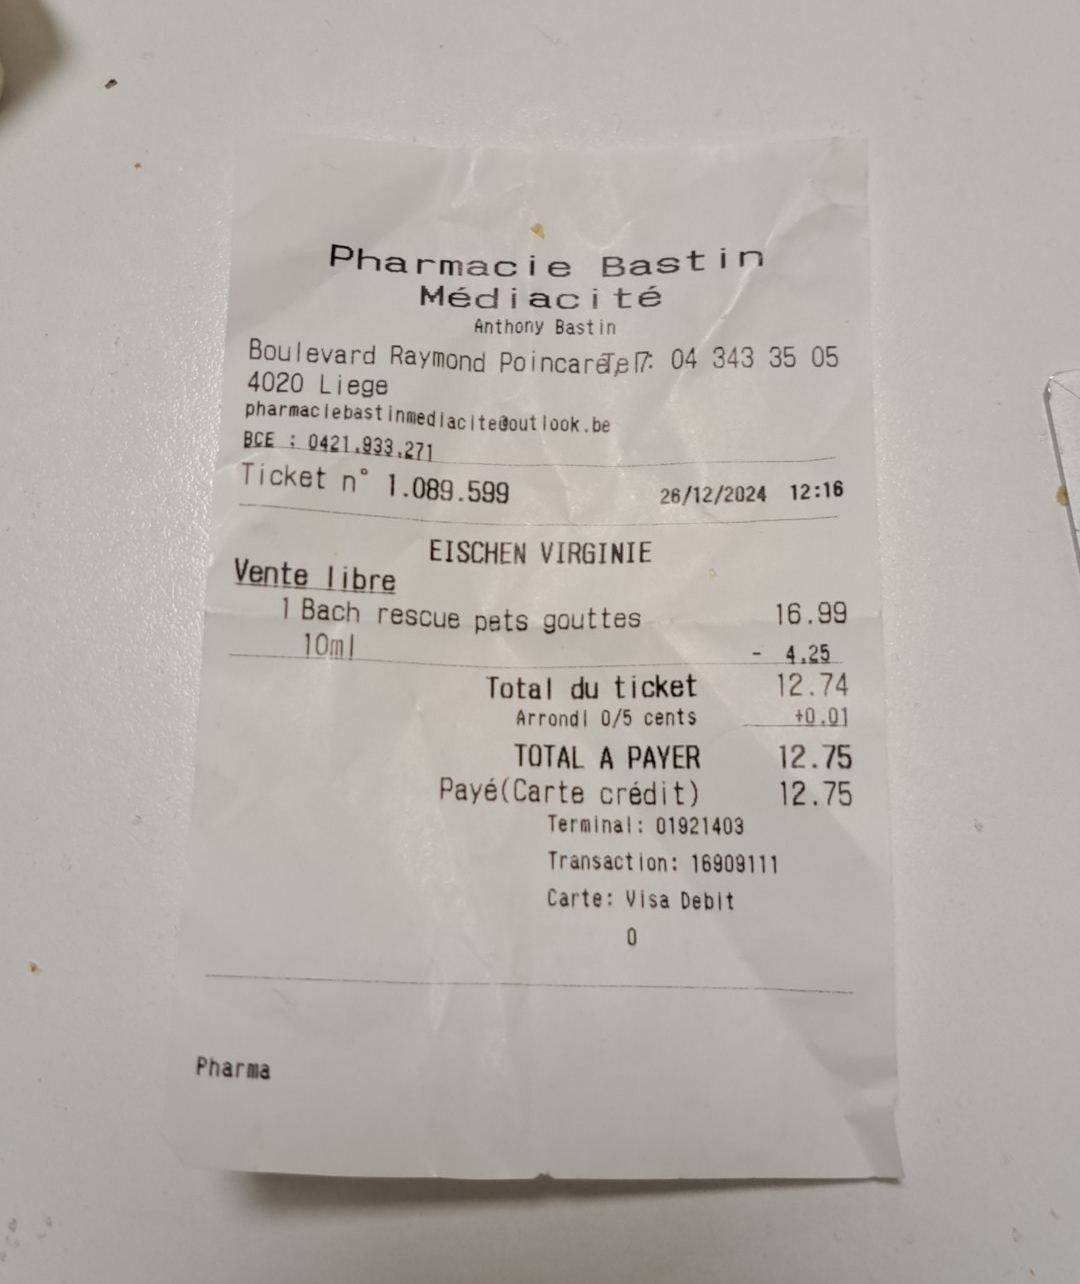 Pharmacie Bastin
Médiacité
Anthony Bastin
Boulevard Raymond Poincaré 7 Tel: 04 343 35 05
4020 Liege
pharmaciebastinmediacite@outlook.be
BCE : 0421.933.271
Ticket n° 1.089.599 26/12/2024 12:16
EISCHEN VIRGINIE
Vente libre
1 Bach rescue pets gouttes 16.99
10ml - 4.25
Total du ticket 12.74
Arrondi 0/5 cents +0.01
TOTAL A PAYER 12.75
Payé(Carte crédit) 12.75
Terminal: 01921403
Transaction: 16909111
Carte: Visa Debit
0
Pharma